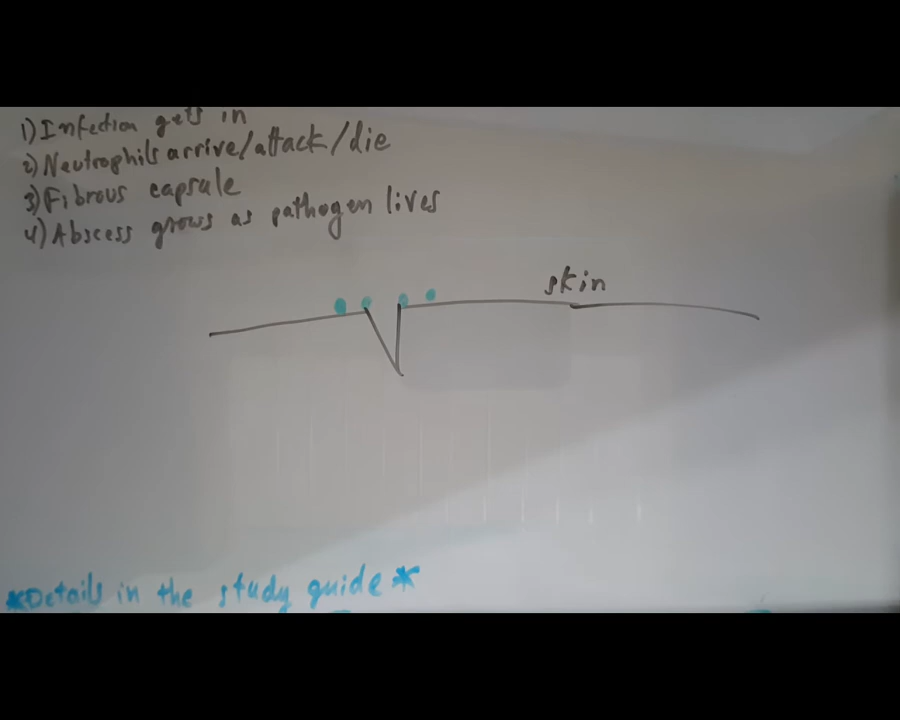 1) Infection gets in
2) Neutrophils arrive/attack/die
3) Fibrous capsule
4) Abscess grows as pathogen lives
skin
*Details in the study guide*